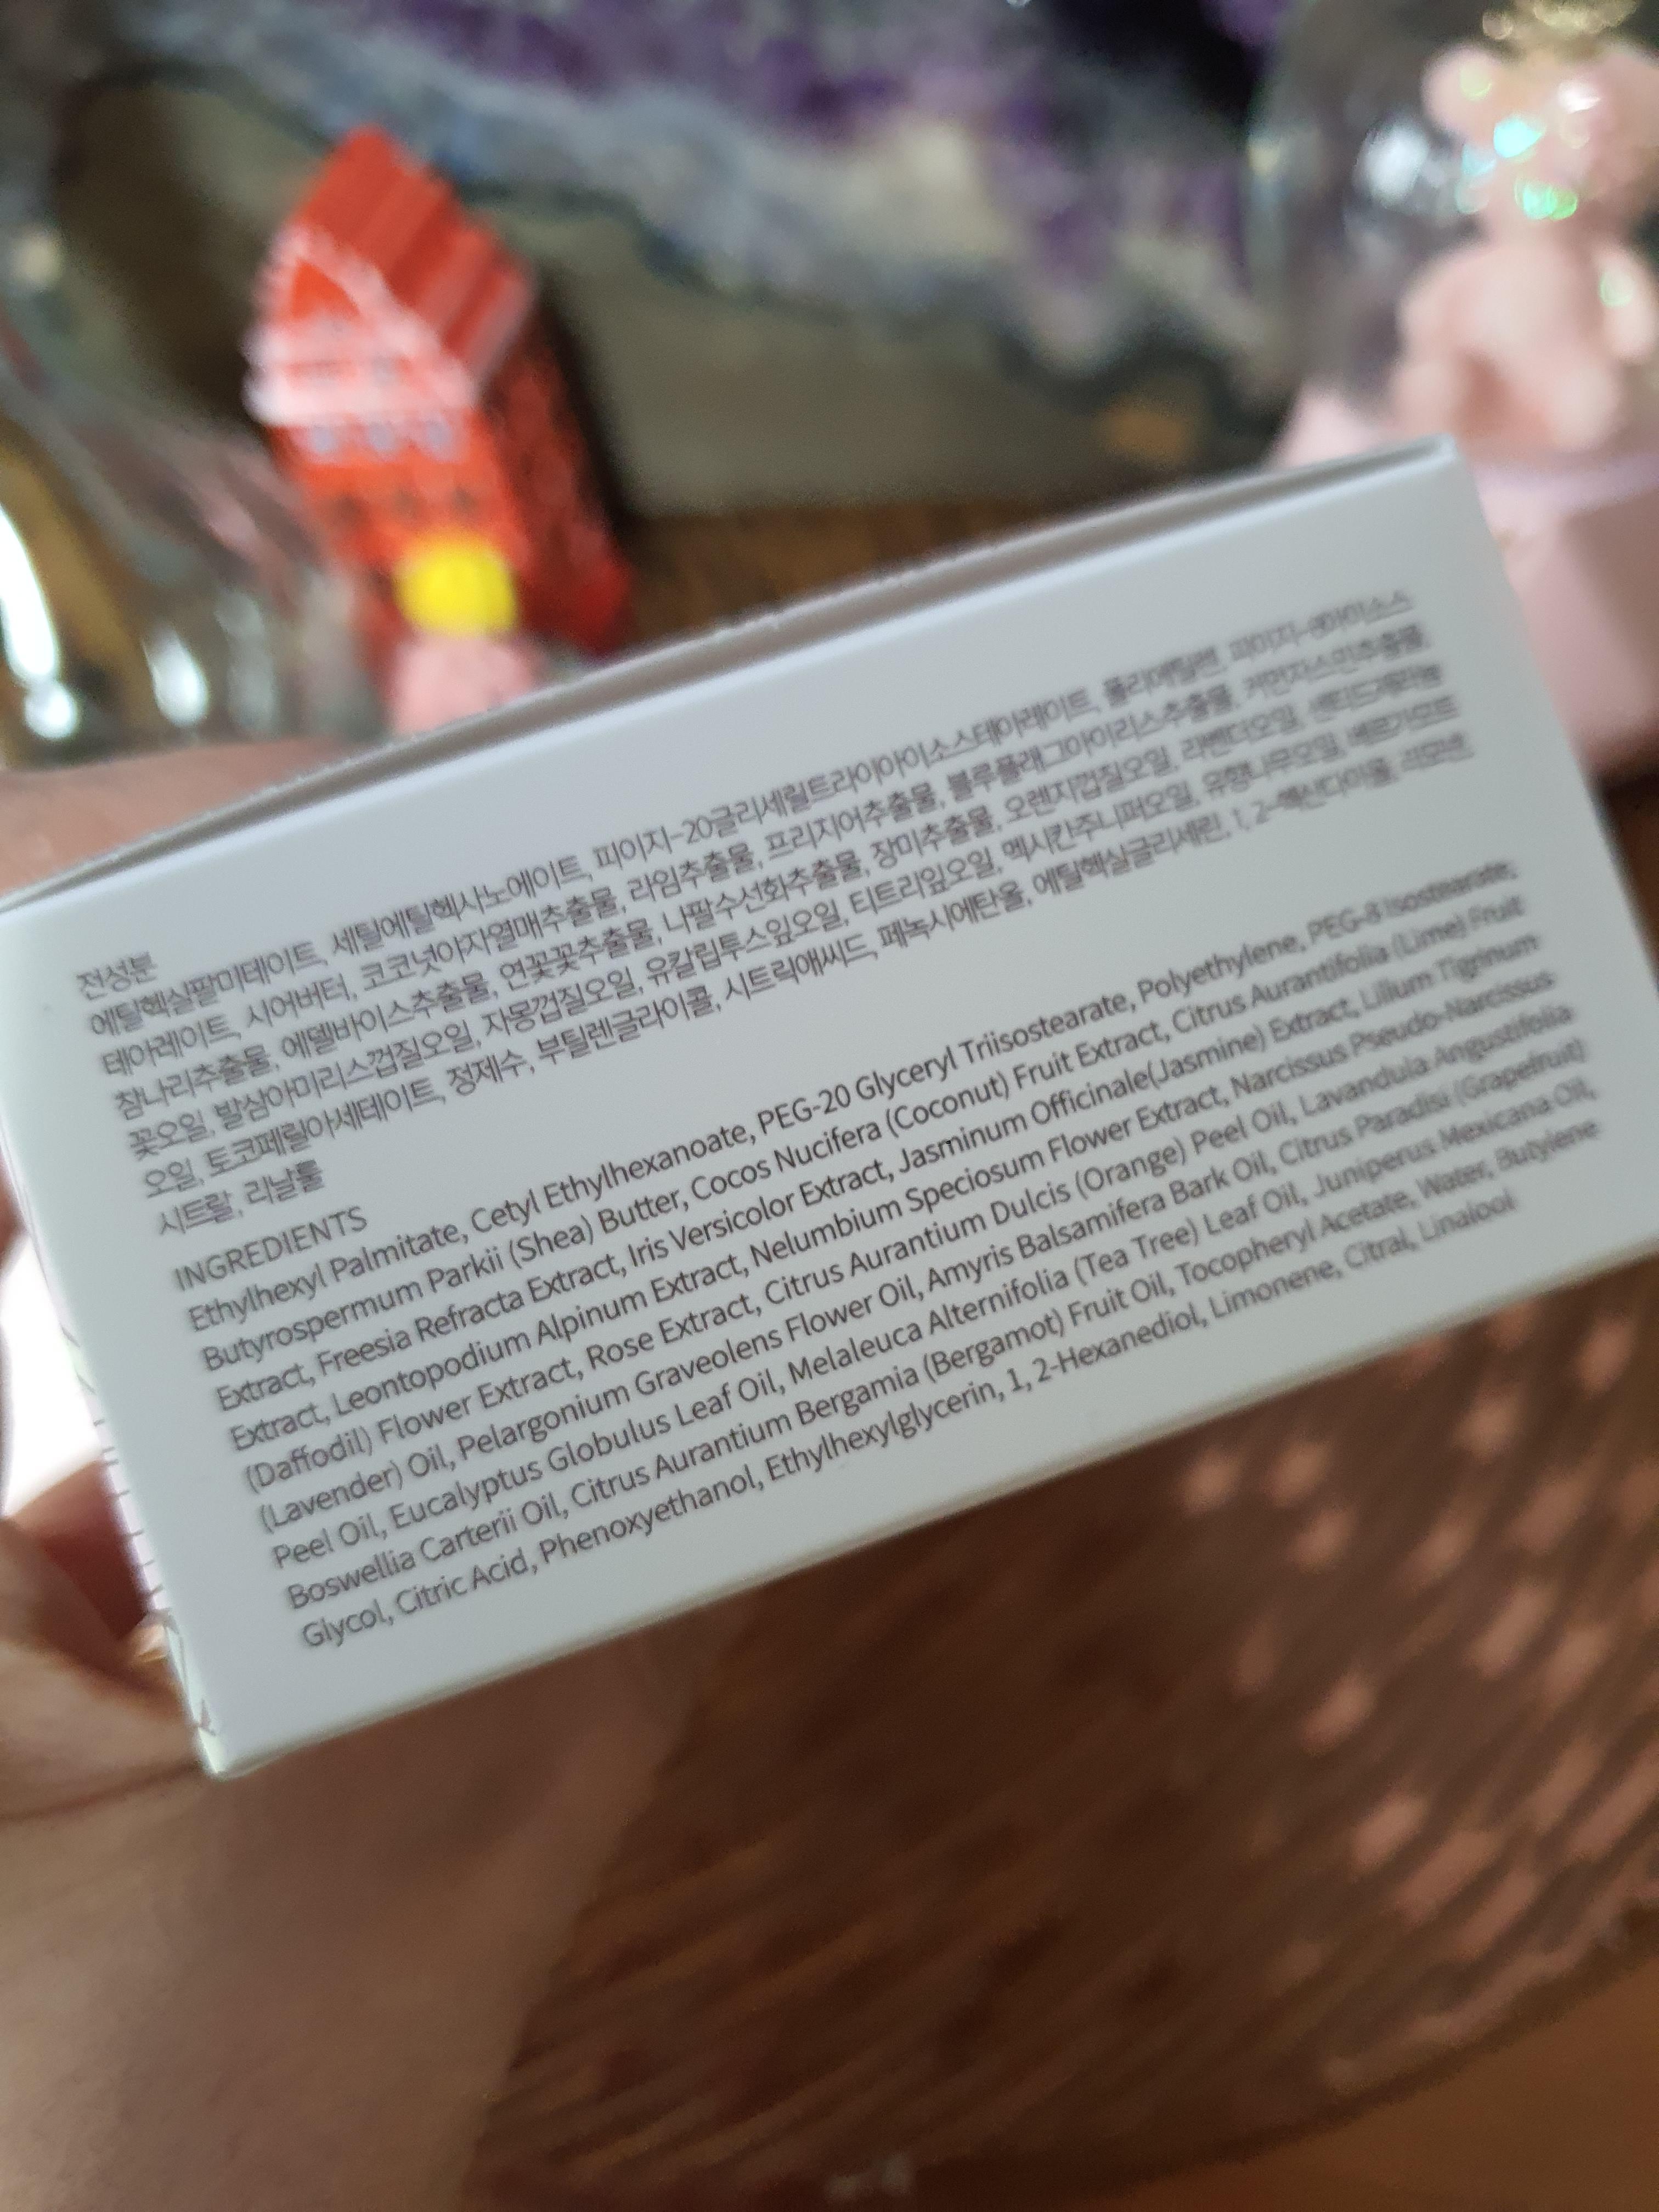 전성분
에틸헥실팔미테이트, 세틸에틸헥사노에이트, 피이지-20글리세릴트라이아이소스테아레이트, 폴리에틸렌, 피이지-8아이소스
테아레이트, 시어버터, 코코넛야자열매추출물, 라임추출물, 프리지어추출물, 블루플래그아이리스추출물, 커먼자스민추출물,
참나리추출물, 에델바이스추출물, 연꽃꽃추출물, 나팔수선화추출물, 장미추출물, 오렌지껍질오일, 라벤더오일, 센티드제라늄
꽃오일, 발삼아미리스껍질오일, 자몽껍질오일, 유칼립투스잎오일, 티트리잎오일, 멕시칸주니퍼오일, 유향나무오일, 베르가모트
오일, 토코페릴아세테이트, 정제수, 부틸렌글라이콜, 시트릭애씨드, 페녹시에탄올, 에틸헥실글리세린, 1, 2-헥산다이올, 리모넨,
시트랄, 리날룰
INGREDIENTS
Ethylhexyl Palmitate, Cetyl Ethylhexanoate, PEG-20 Glyceryl Triisostearate, Polyethylene, PEG-8 Isostearate,
Butyrospermum Parkii (Shea) Butter, Cocos Nucifera (Coconut) Fruit Extract, Citrus Aurantifolia (Lime) Fruit
Extract, Freesia Refracta Extract, Iris Versicolor Extract, Jasminum Officinale(Jasmine) Extract, Lilium Tigrinum
Extract, Leontopodium Alpinum Extract, Nelumbium Speciosum Flower Extract, Narcissus Pseudo-Narcissus
(Daffodil) Flower Extract, Rose Extract, Citrus Aurantium Dulcis (Orange) Peel Oil, Lavandula Angustifolia
(Lavender) Oil, Pelargonium Graveolens Flower Oil, Amyris Balsamifera Bark Oil, Citrus Paradisi (Grapefruit)
Peel Oil, Eucalyptus Globulus Leaf Oil, Melaleuca Alternifolia (Tea Tree) Leaf Oil, Juniperus Mexicana Oil,
Boswellia Carterii Oil, Citrus Aurantium Bergamia (Bergamot) Fruit Oil, Tocopheryl Acetate, Water, Butylene
Glycol, Citric Acid, Phenoxyethanol, Ethylhexylglycerin, 1, 2-Hexanediol, Limonene, Citral, Linalool